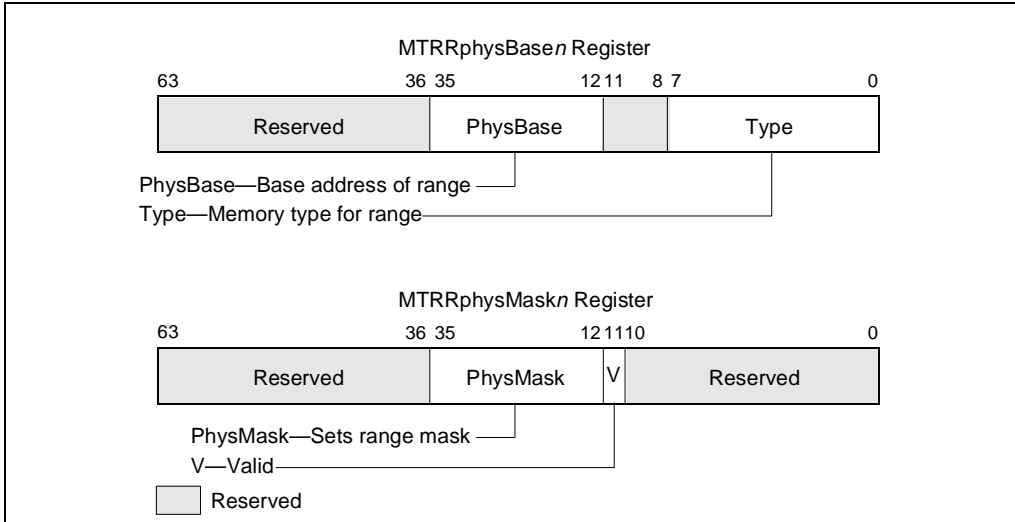 MTRRphysBasen Register
63 36 35 12 11 8 7 0
Reserved PhysBase Type
PhysBase—Base address of range
Type—Memory type for range
MTRRphysMaskn Register
63 36 35 12 11 10 0
Reserved PhysMask V Reserved
PhysMask—Sets range mask
V—Valid
Reserved